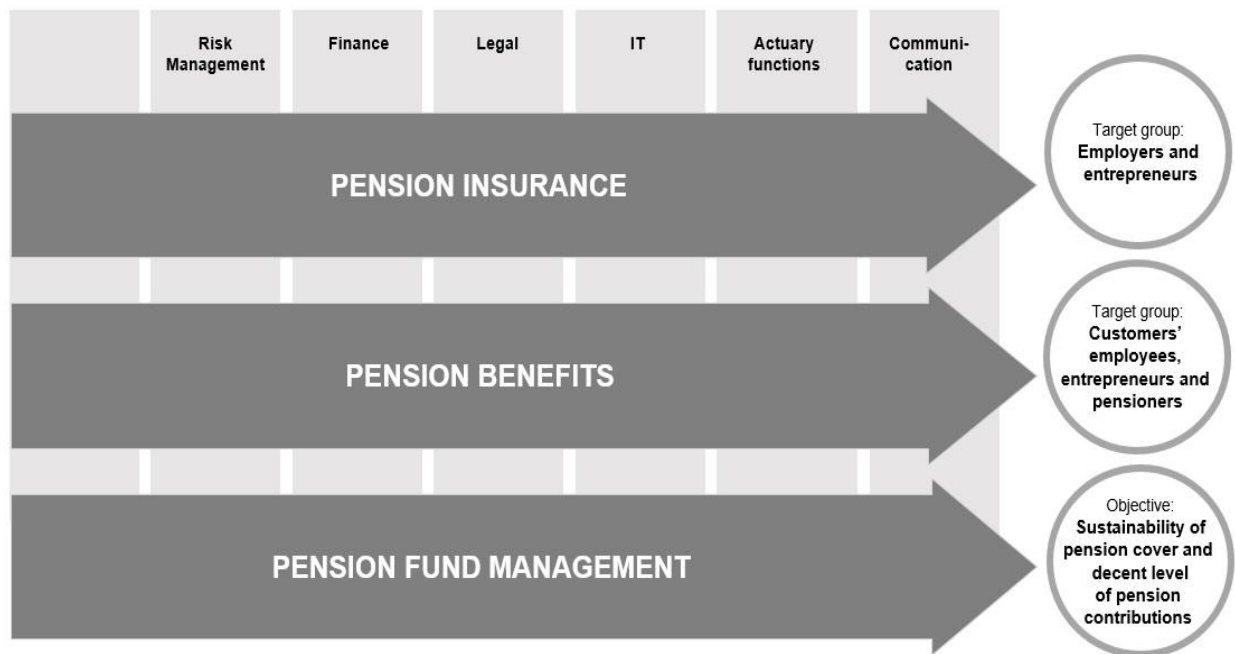 Risk
Management
Finance
Legal
IT
Actuary
functions
Communi-
cation
PENSION INSURANCE
Target group:
Employers and
entrepreneurs
PENSION BENEFITS
Target group:
Customers’
employees,
entrepreneurs and
pensioners
PENSION FUND MANAGEMENT
Objective:
Sustainability of
pension cover and
decent level
of pension
contributions